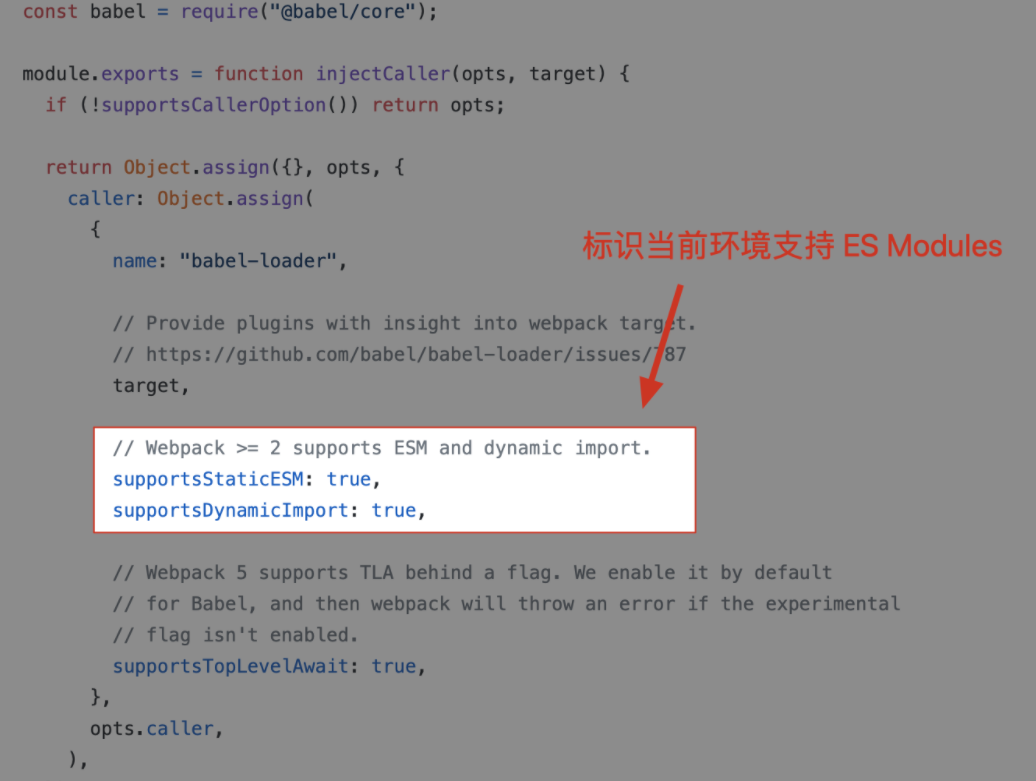 const babel = require("@babel/core");
module.exports = function injectCaller(opts, target) {
if (!supportsCallerOption()) return opts;
return Object.assign({}, opts, {
caller: Object.assign(
{
标识当前环境支持 ES Modules
name: "babel-loader",
// Provide plugins with insight into webpack target.
// https://github.com/babel/babel-loader/issues/787
target,
// Webpack >= 2 supports ESM and dynamic import.
supportsStaticESM: true,
supportsDynamicImport: true,
// Webpack 5 supports TLA behind a flag. We enable it by default
// for Babel, and then webpack will throw an error if the experimental
// flag isn't enabled.
supportsTopLevelAwait: true,
},
opts.caller,
),